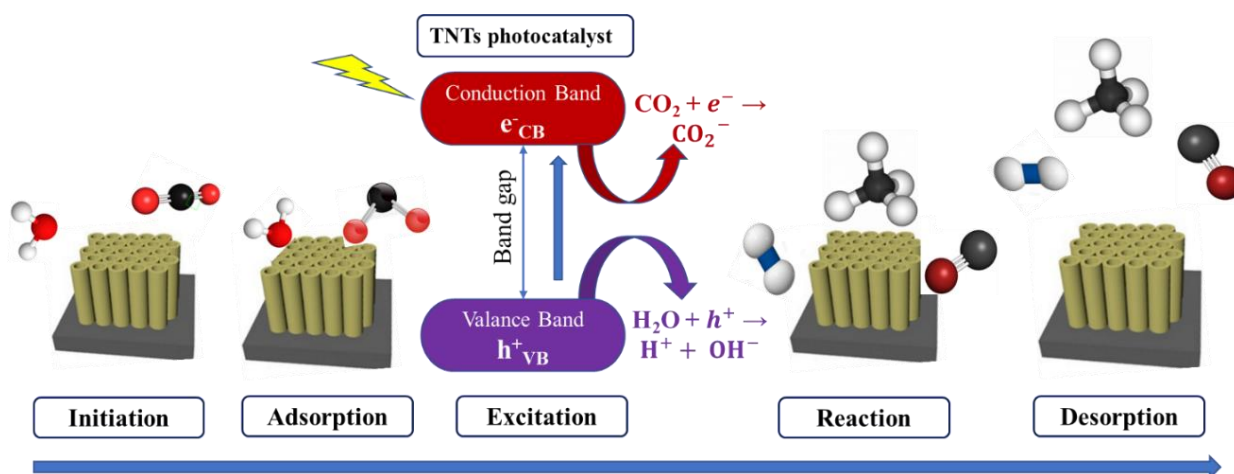 TNTs photocatalyst
Conduction Band
e⁻CB
CO₂ + e⁻ →
CO₂⁻
Band gap
Valance Band
h⁺VB
H₂O + h⁺ →
H⁺ + OH⁻
Initiation
Adsorption
Excitation
Reaction
Desorption